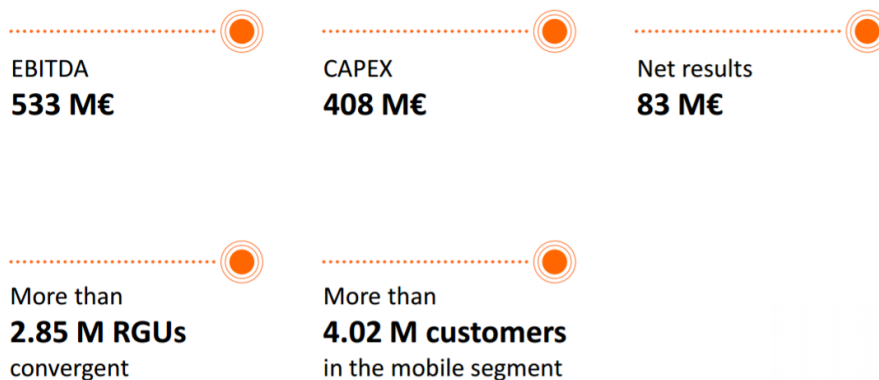 EBITDA
533 M€
CAPEX
408 M€
Net results
83 M€
More than
2.85 M RGUs
convergent
More than
4.02 M customers
in the mobile segment